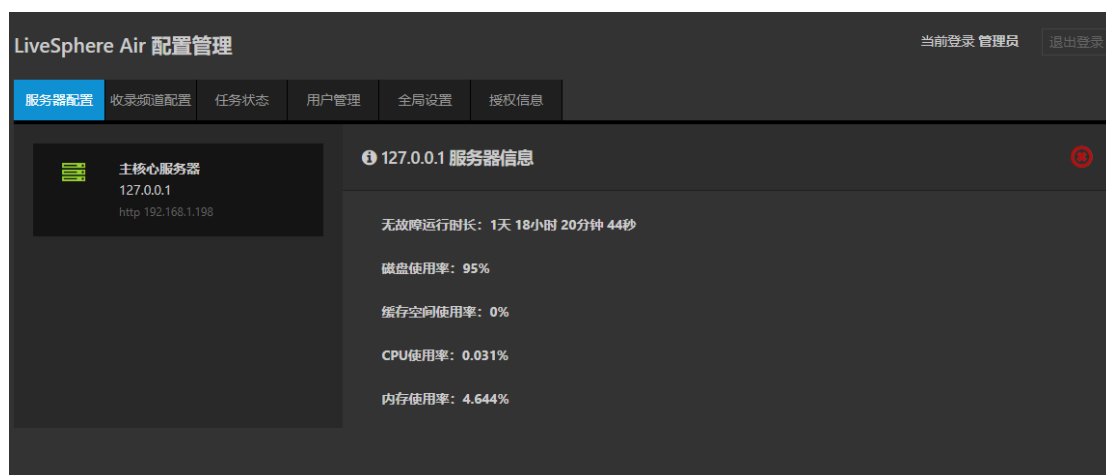 LiveSphere Air 配置管理
当前登录 管理员 退出登录
服务器配置 收录频道配置 任务状态 用户管理 全局设置 授权信息
主核心服务器
127.0.0.1
http 192.168.1.198
127.0.0.1 服务器信息
无故障运行时长：1天 18小时 20分钟 44秒
磁盘使用率：95%
缓存空间使用率：0%
CPU使用率：0.031%
内存使用率：4.644%